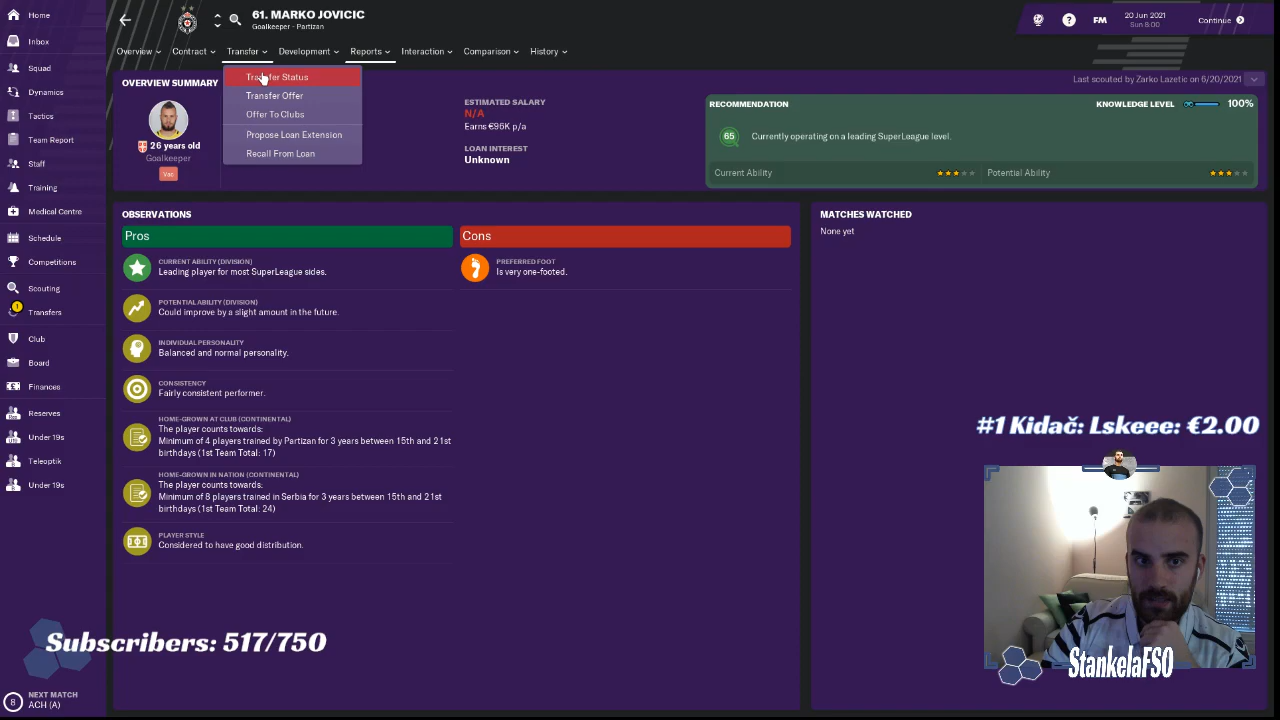 Home
Inbox
Squad
Dynamics
Tactics
Team Report
Staff
Training
Medical Centre
Schedule
Competitions
Scouting
1
Transfers
Club
Board
Finances
Reserves
Under 19s
Teleoptik
Under 19s
8
NEXT MATCH
ACH (A)
61. MARKO JOVICIC
Goalkeeper - Partizan
FM
20 Jun 2021
Sun 8:00
Continue
Overview
Contract
Transfer
Development
Reports
Interaction
Comparison
History
Transfer Status
Transfer Offer
Offer To Clubs
Propose Loan Extension
Recall From Loan
OVERVIEW SUMMARY
Last scouted by Zarko Lazetic on 6/20/2021
26 years old
Goalkeeper
Vac
ESTIMATED SALARY
N/A
Earns €96K p/a
LOAN INTEREST
Unknown
RECOMMENDATION
KNOWLEDGE LEVEL
100%
65
Currently operating on a leading SuperLeague level.
Current Ability
Potential Ability
OBSERVATIONS
Pros
CURRENT ABILITY (DIVISION)
Leading player for most SuperLeague sides.
POTENTIAL ABILITY (DIVISION)
Could improve by a slight amount in the future.
INDIVIDUAL PERSONALITY
Balanced and normal personality.
CONSISTENCY
Fairly consistent performer.
HOME-GROWN AT CLUB (CONTINENTAL)
The player counts towards:
Minimum of 4 players trained by Partizan for 3 years between 15th and 21st
birthdays (1st Team Total: 17)
HOME-GROWN IN NATION (CONTINENTAL)
The player counts towards:
Minimum of 8 players trained in Serbia for 3 years between 15th and 21st
birthdays (1st Team Total: 24)
PLAYER STYLE
Considered to have good distribution.
Cons
PREFERRED FOOT
Is very one-footed.
MATCHES WATCHED
None yet
#1 Kidač: Lskeee: €2.00
Subscribers: 517/750
StankelaFSO